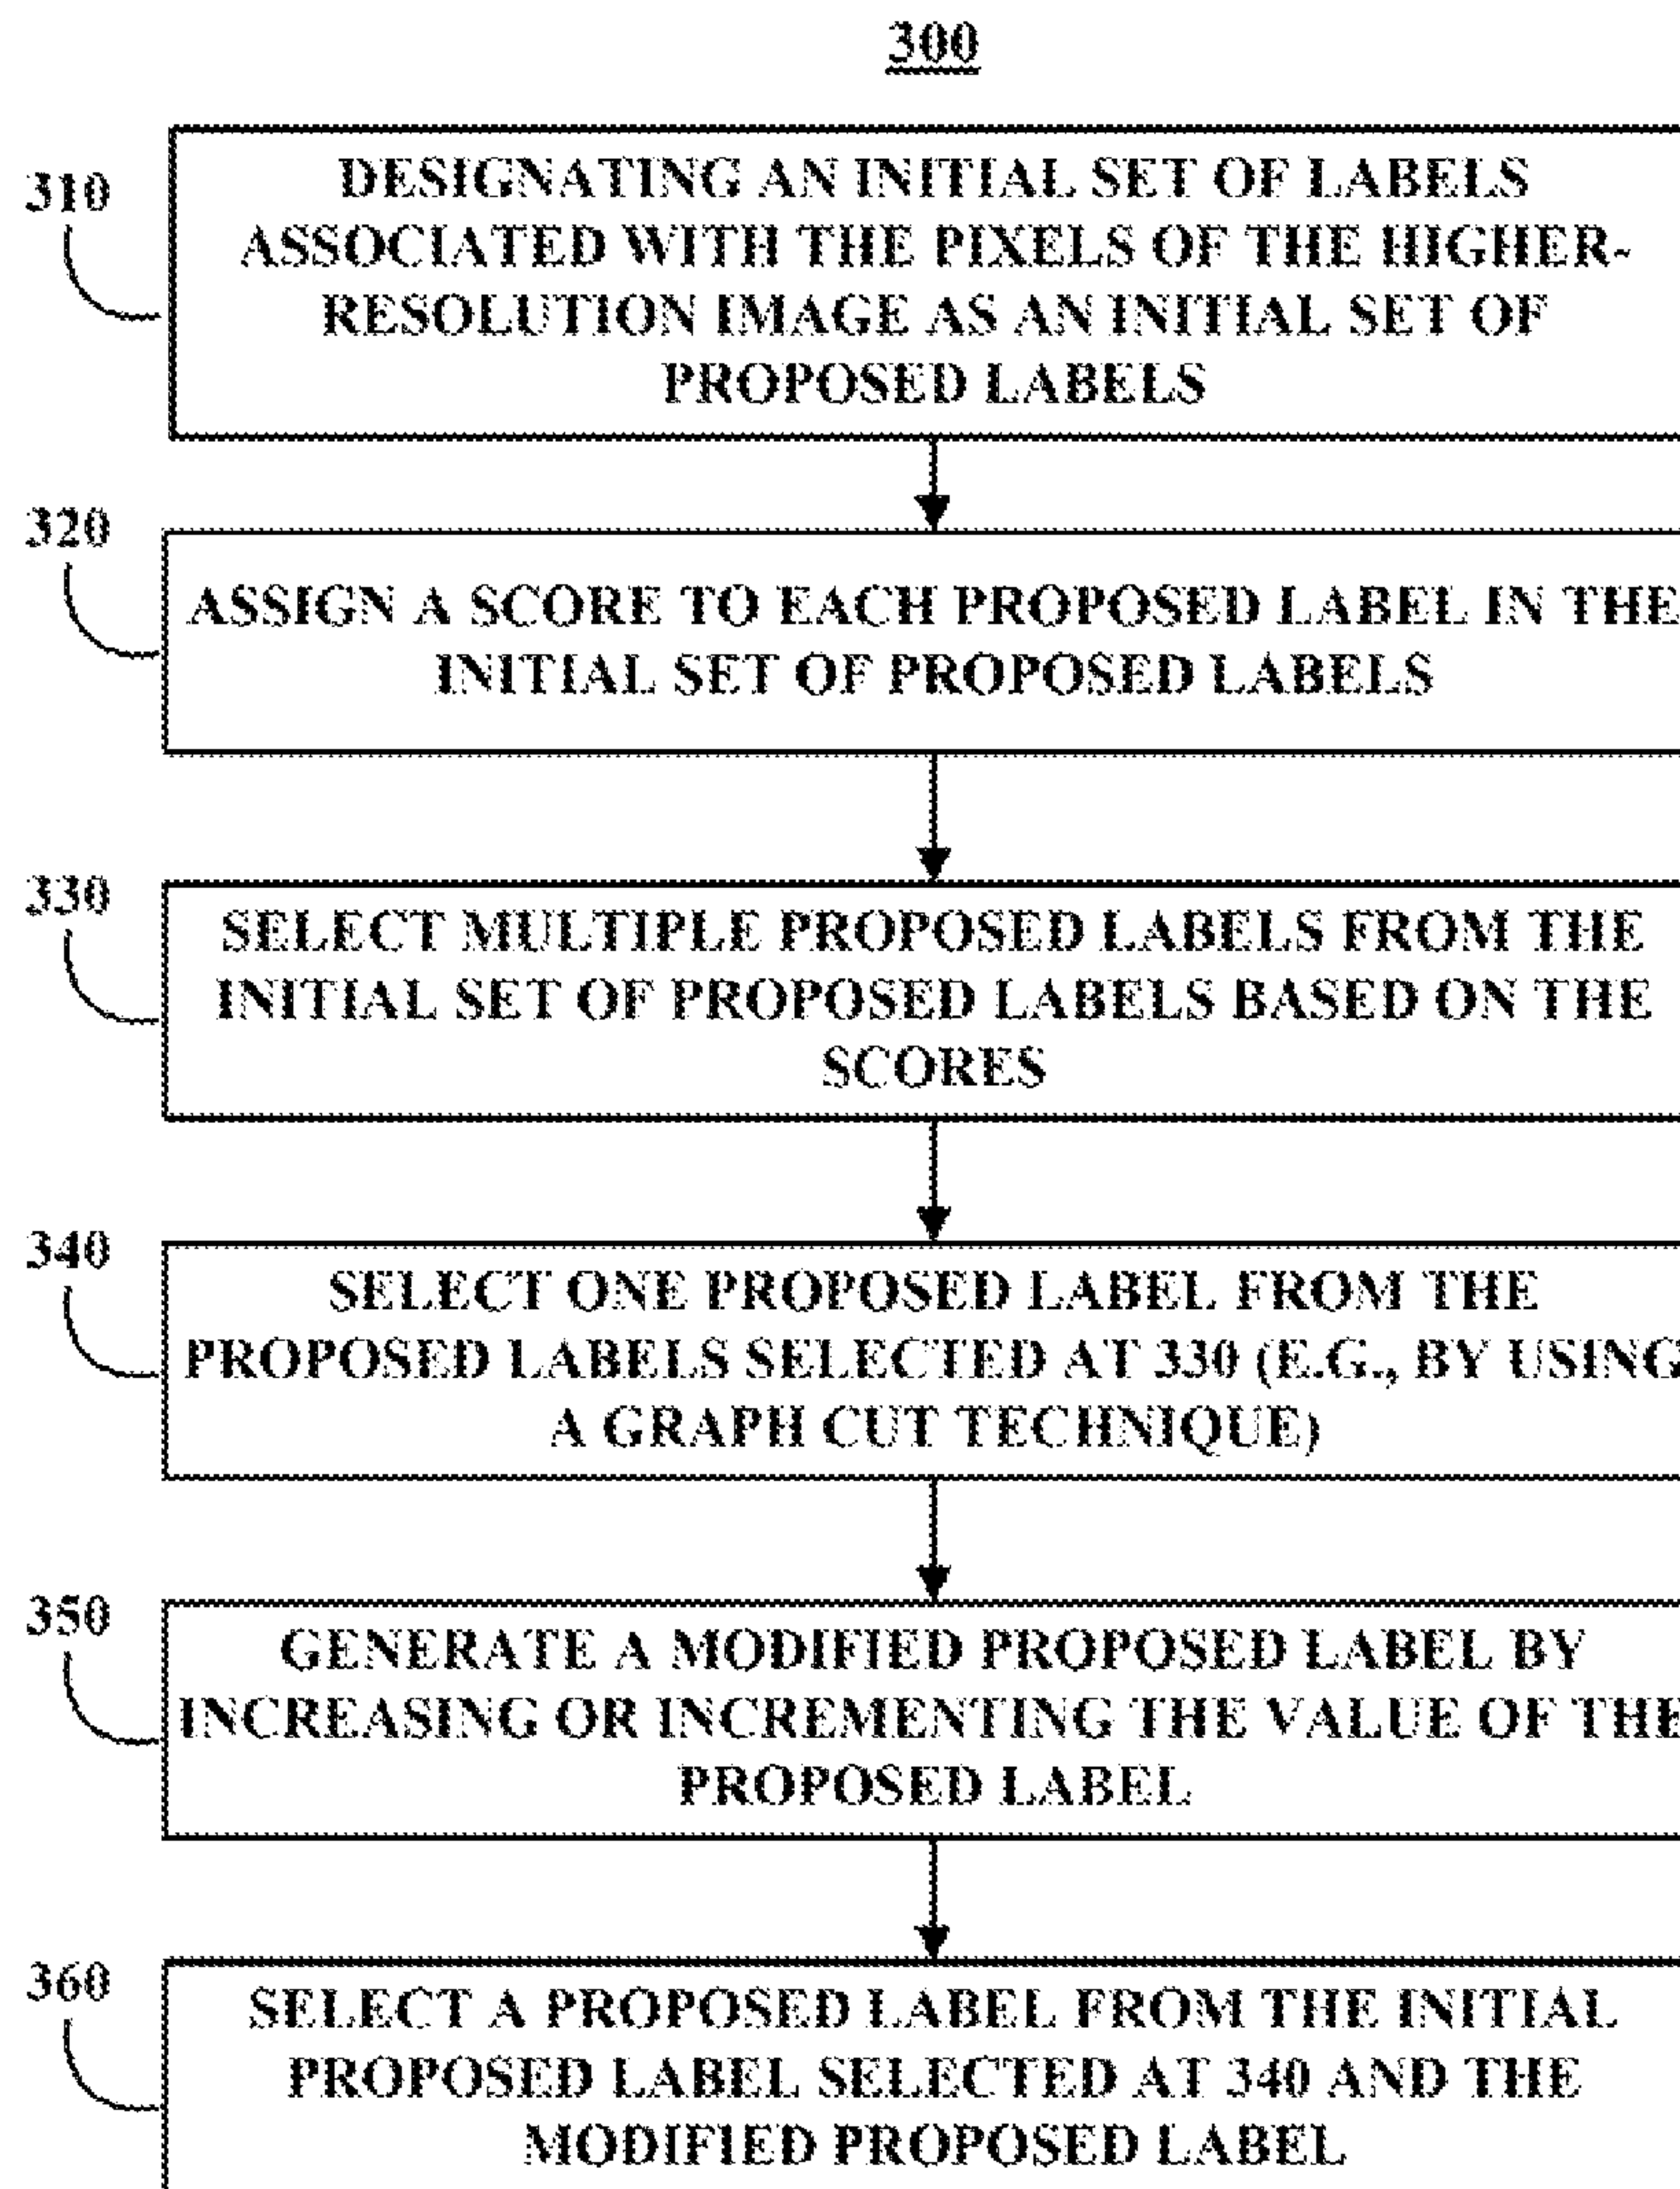 300
310
DESIGNATING AN INITIAL SET OF LABELS
ASSOCIATED WITH THE PIXELS OF THE HIGHER-
RESOLUTION IMAGE AS AN INITIAL SET OF
PROPOSED LABELS
320
ASSIGN A SCORE TO EACH PROPOSED LABEL IN THE
INITIAL SET OF PROPOSED LABELS
330
SELECT MULTIPLE PROPOSED LABELS FROM THE
INITIAL SET OF PROPOSED LABELS BASED ON THE
SCORES
340
SELECT ONE PROPOSED LABEL FROM THE
PROPOSED LABELS SELECTED AT 330 (E.G., BY USING
A GRAPH CUT TECHNIQUE)
350
GENERATE A MODIFIED PROPOSED LABEL BY
INCREASING OR INCREMENTING THE VALUE OF THE
PROPOSED LABEL
360
SELECT A PROPOSED LABEL FROM THE INITIAL
PROPOSED LABEL SELECTED AT 340 AND THE
MODIFIED PROPOSED LABEL